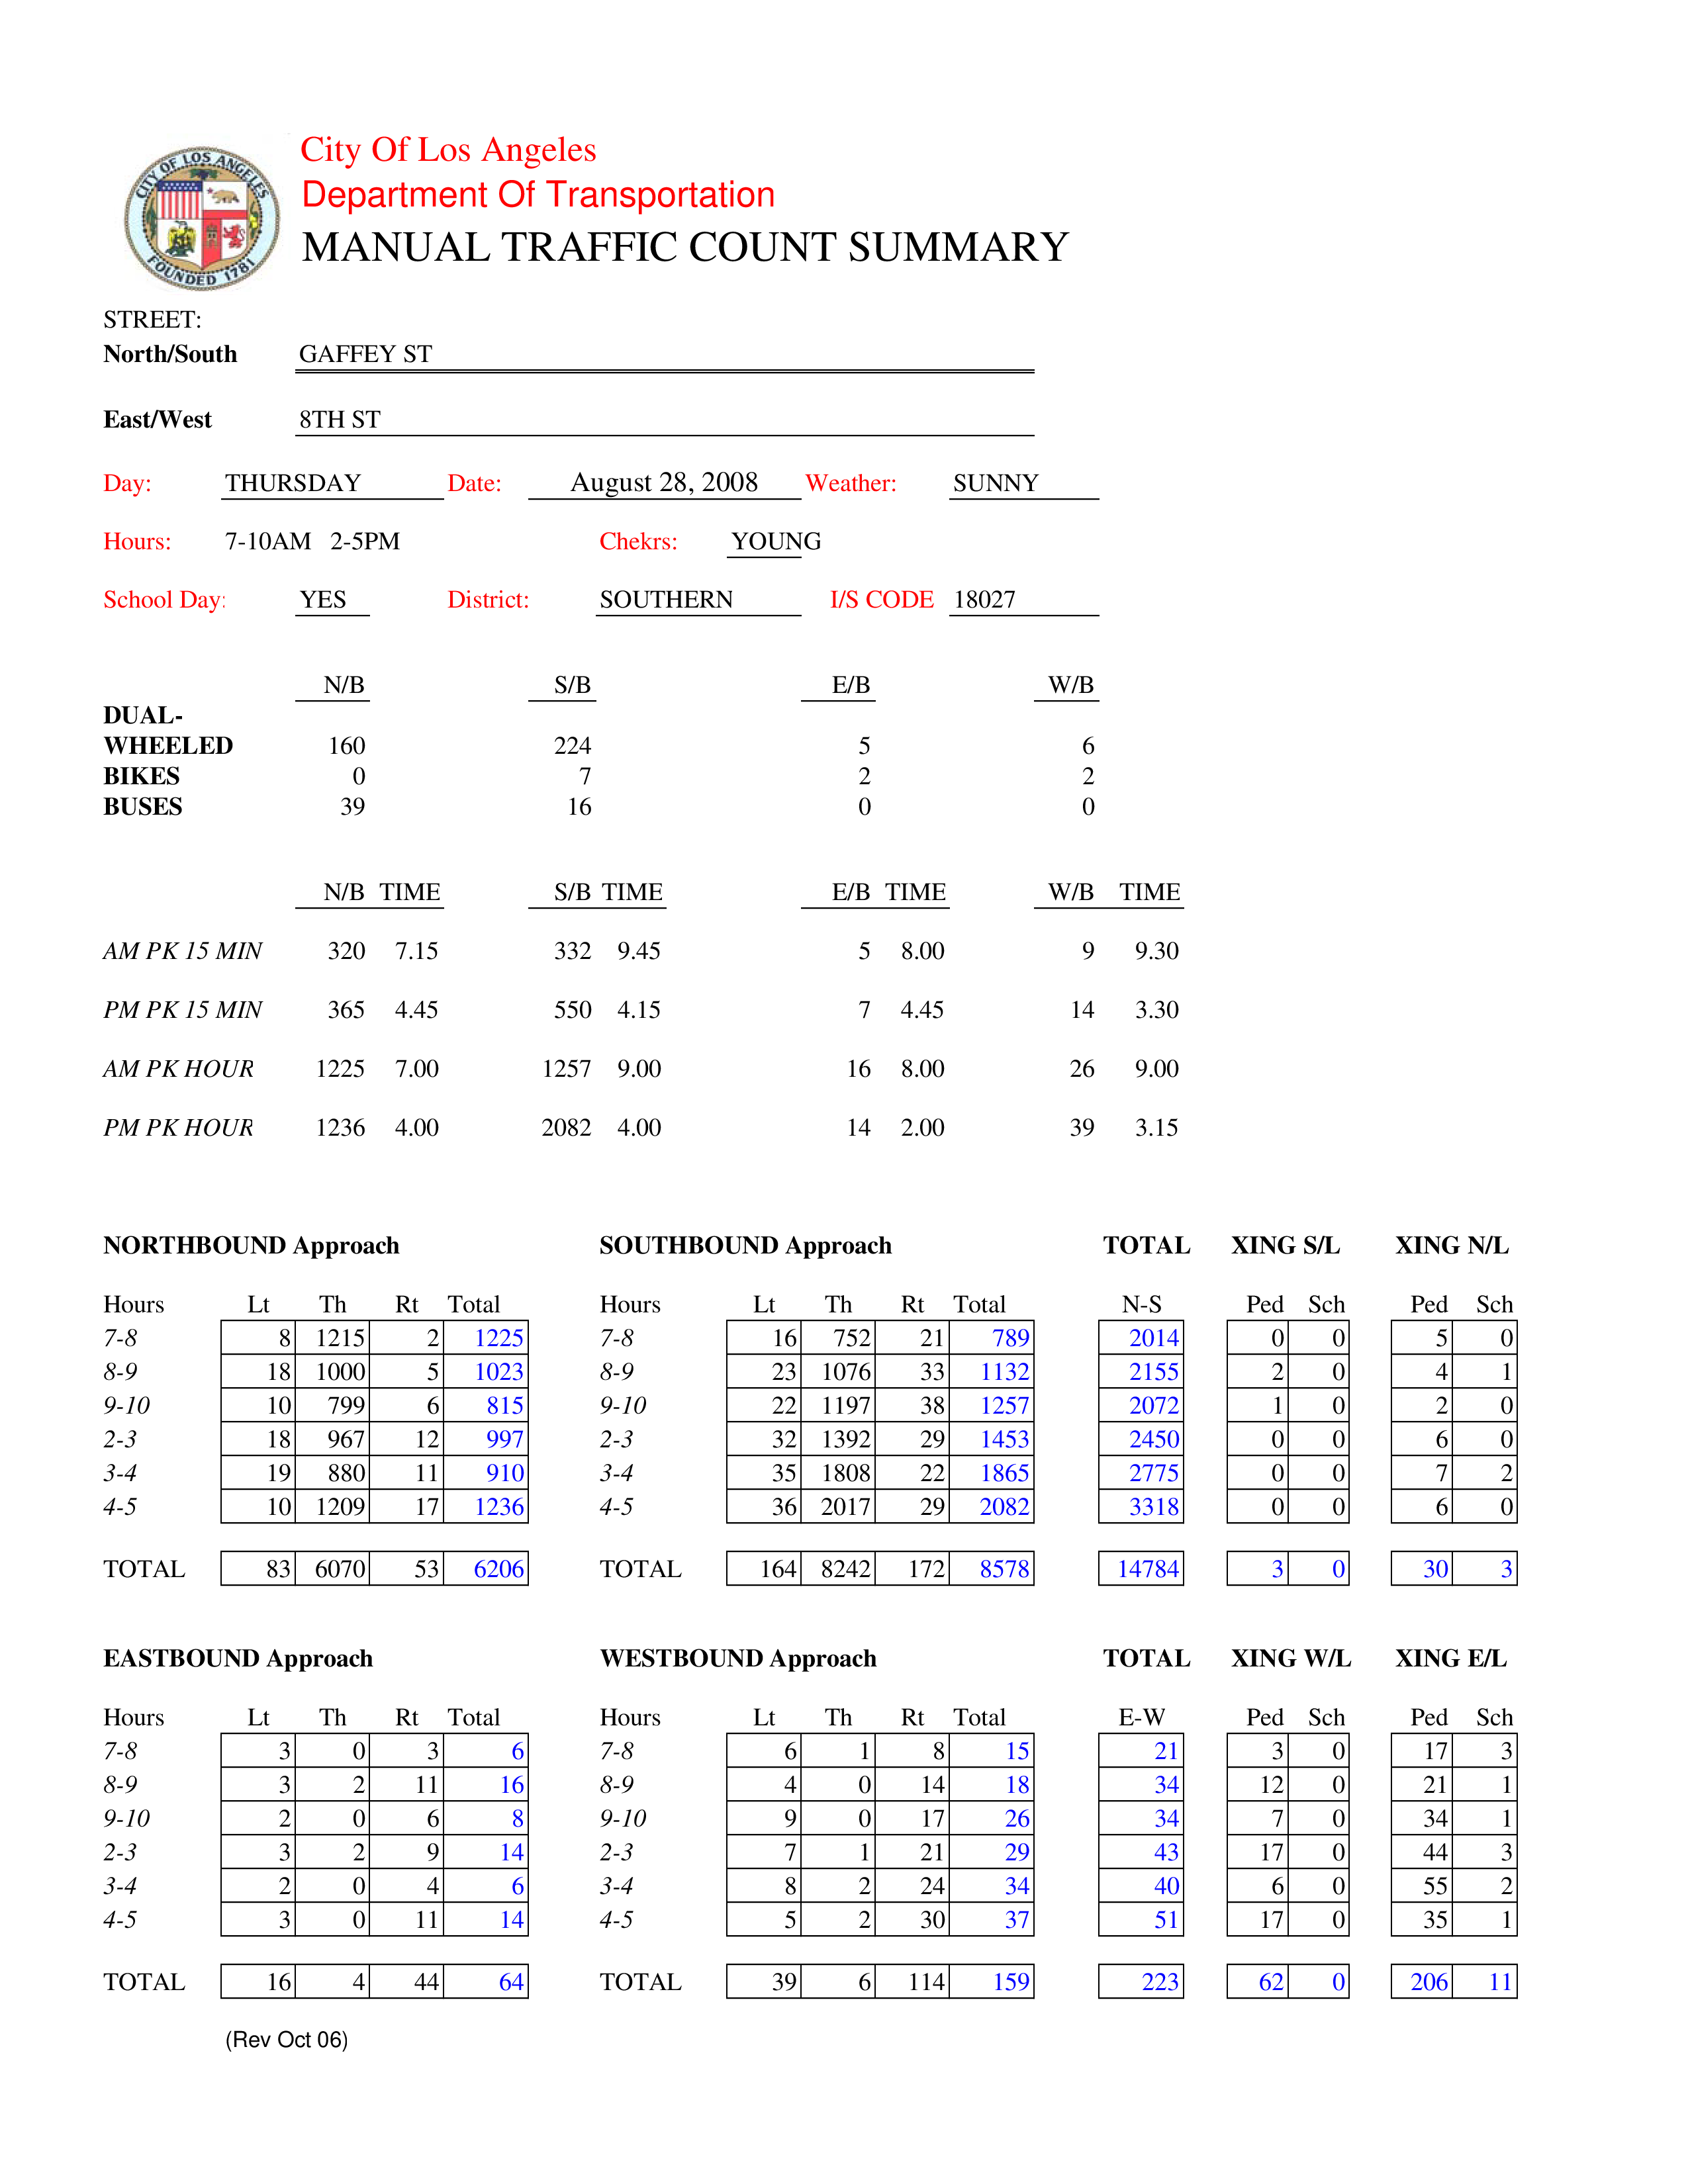 CITY OF LOS ANGELES
FOUNDED 1781
City Of Los Angeles
Department Of Transportation
MANUAL TRAFFIC COUNT SUMMARY
STREET:
North/South GAFFEY ST
East/West 8TH ST
Day: THURSDAY Date: August 28, 2008 Weather: SUNNY
Hours: 7-10AM 2-5PM Chekrs: YOUNG
School Day: YES District: SOUTHERN I/S CODE 18027
N/B S/B E/B W/B
DUAL-
WHEELED 160 224 5 6
BIKES 0 7 2 2
BUSES 39 16 0 0
N/B TIME S/B TIME E/B TIME W/B TIME
AM PK 15 MIN 320 7.15 332 9.45 5 8.00 9 9.30
PM PK 15 MIN 365 4.45 550 4.15 7 4.45 14 3.30
AM PK HOUR 1225 7.00 1257 9.00 16 8.00 26 9.00
PM PK HOUR 1236 4.00 2082 4.00 14 2.00 39 3.15
NORTHBOUND Approach SOUTHBOUND Approach TOTAL XING S/L XING N/L
Hours Lt Th Rt Total Hours Lt Th Rt Total N-S Ped Sch Ped Sch
7-8 8 1215 2 1225 7-8 16 752 21 789 2014 0 0 5 0
8-9 18 1000 5 1023 8-9 23 1076 33 1132 2155 2 0 4 1
9-10 10 799 6 815 9-10 22 1197 38 1257 2072 1 0 2 0
2-3 18 967 12 997 2-3 32 1392 29 1453 2450 0 0 6 0
3-4 19 880 11 910 3-4 35 1808 22 1865 2775 0 0 7 2
4-5 10 1209 17 1236 4-5 36 2017 29 2082 3318 0 0 6 0
TOTAL 83 6070 53 6206 TOTAL 164 8242 172 8578 14784 3 0 30 3
EASTBOUND Approach WESTBOUND Approach TOTAL XING W/L XING E/L
Hours Lt Th Rt Total Hours Lt Th Rt Total E-W Ped Sch Ped Sch
7-8 3 0 3 6 7-8 6 1 8 15 21 3 0 17 3
8-9 3 2 11 16 8-9 4 0 14 18 34 12 0 21 1
9-10 2 0 6 8 9-10 9 0 17 26 34 7 0 34 1
2-3 3 2 9 14 2-3 7 1 21 29 43 17 0 44 3
3-4 2 0 4 6 3-4 8 2 24 34 40 6 0 55 2
4-5 3 0 11 14 4-5 5 2 30 37 51 17 0 35 1
TOTAL 16 4 44 64 TOTAL 39 6 114 159 223 62 0 206 11
(Rev Oct 06)